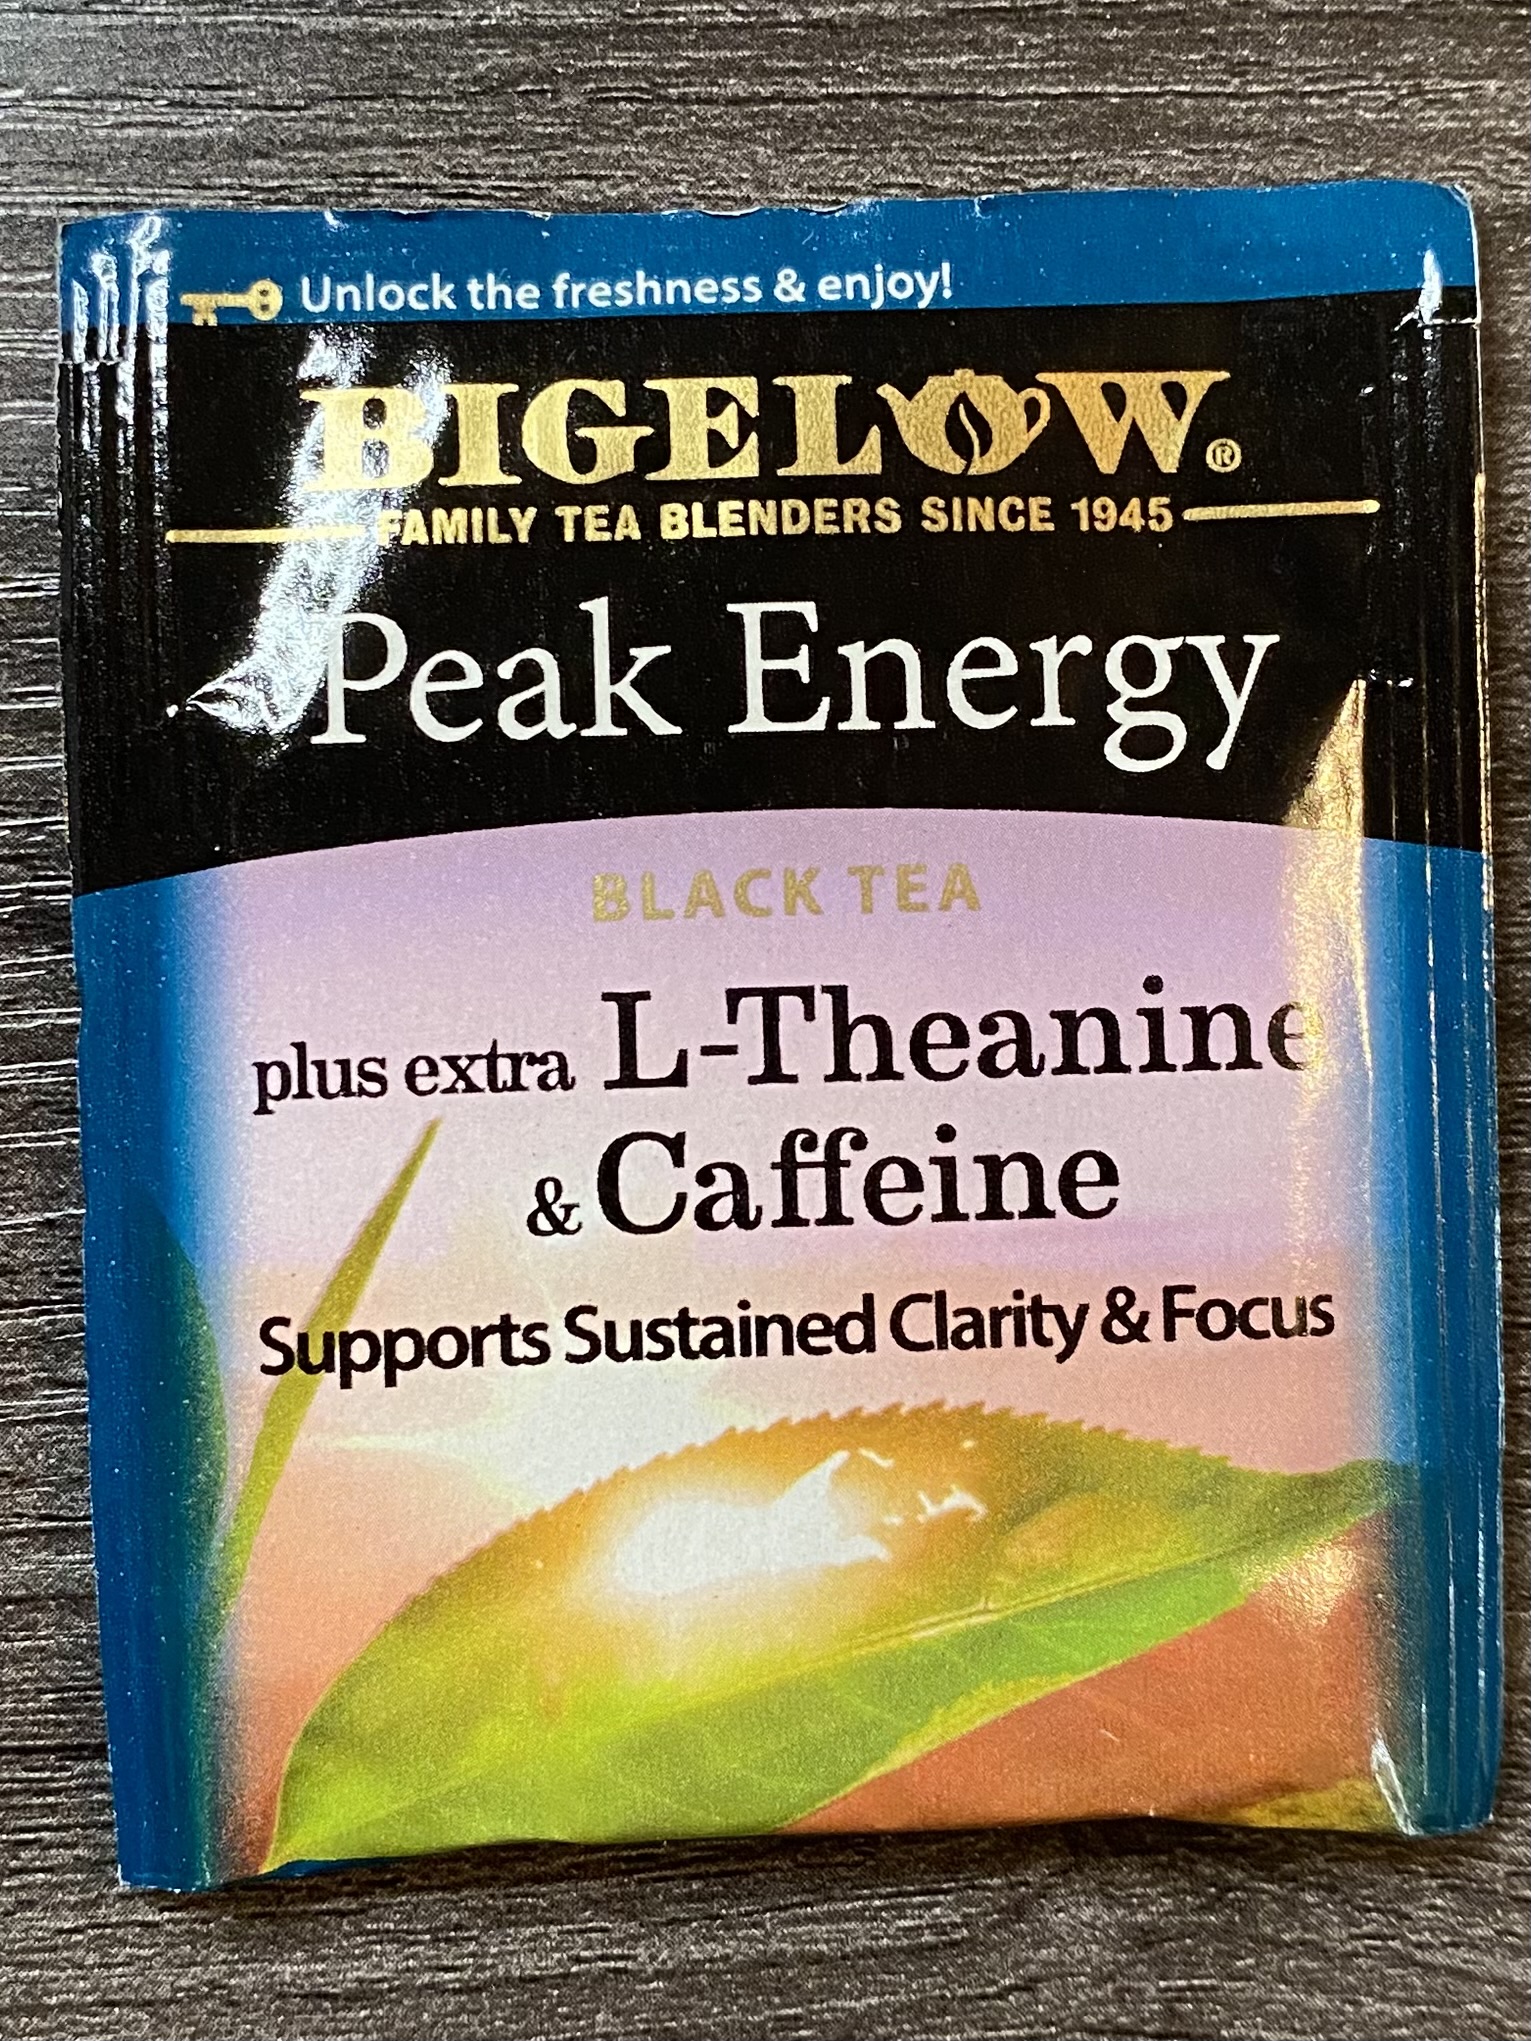 Unlock the freshness & enjoy!
BIGELOW®
FAMILY TEA BLENDERS SINCE 1945
Peak Energy
BLACK TEA
plus extra L-Theanine
& Caffeine
Supports Sustained Clarity & Focus